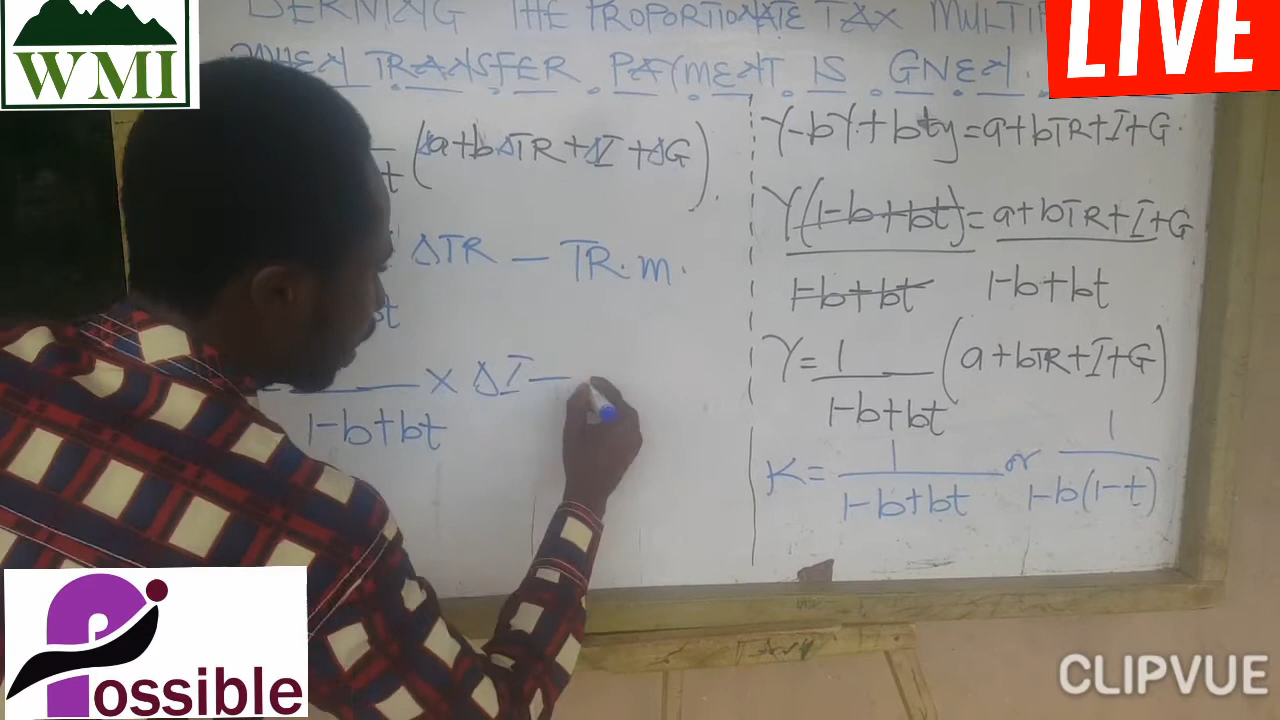 DERIVING THE PROPORTIONATE TAX
WHEN TRANSFER PAYMENT IS GIVEN.
LIVE
WMI
t (Δa+bΔTR+ΔI+ΔG).
ΔTR — TR.m.
bt
= ——— × ΔI —
1-b+bt
Y-bY+bty=a+bTR+I+G.
Y(1-b+bt)=a+bTR+I+G
1-b+bt 1-b+bt
Y= 1 (a+bTR+I+G)
1-b+bt
K= 1 or 1
1-b+bt 1-b(1-t)
Possible
CLIPVUE